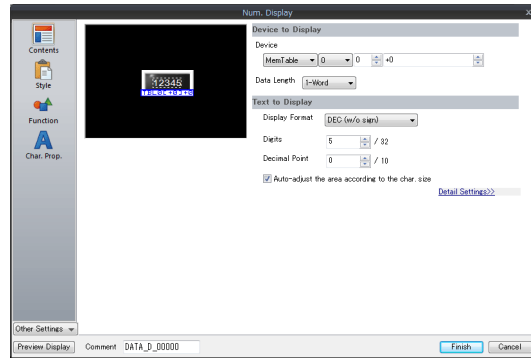 Num. Display
Contents
Style
Function
Char. Prop.
12345
Device to Display
Device
MemTable 0 0 +0
Data Length 1-Word
Text to Display
Display Format DEC (w/o sign)
Digits 5 / 32
Decimal Point 0 / 10
Auto-adjust the area according to the char. size
Detail Settings>>
Other Settings
Preview Display Comment DATA_D_00000 Finish Cancel